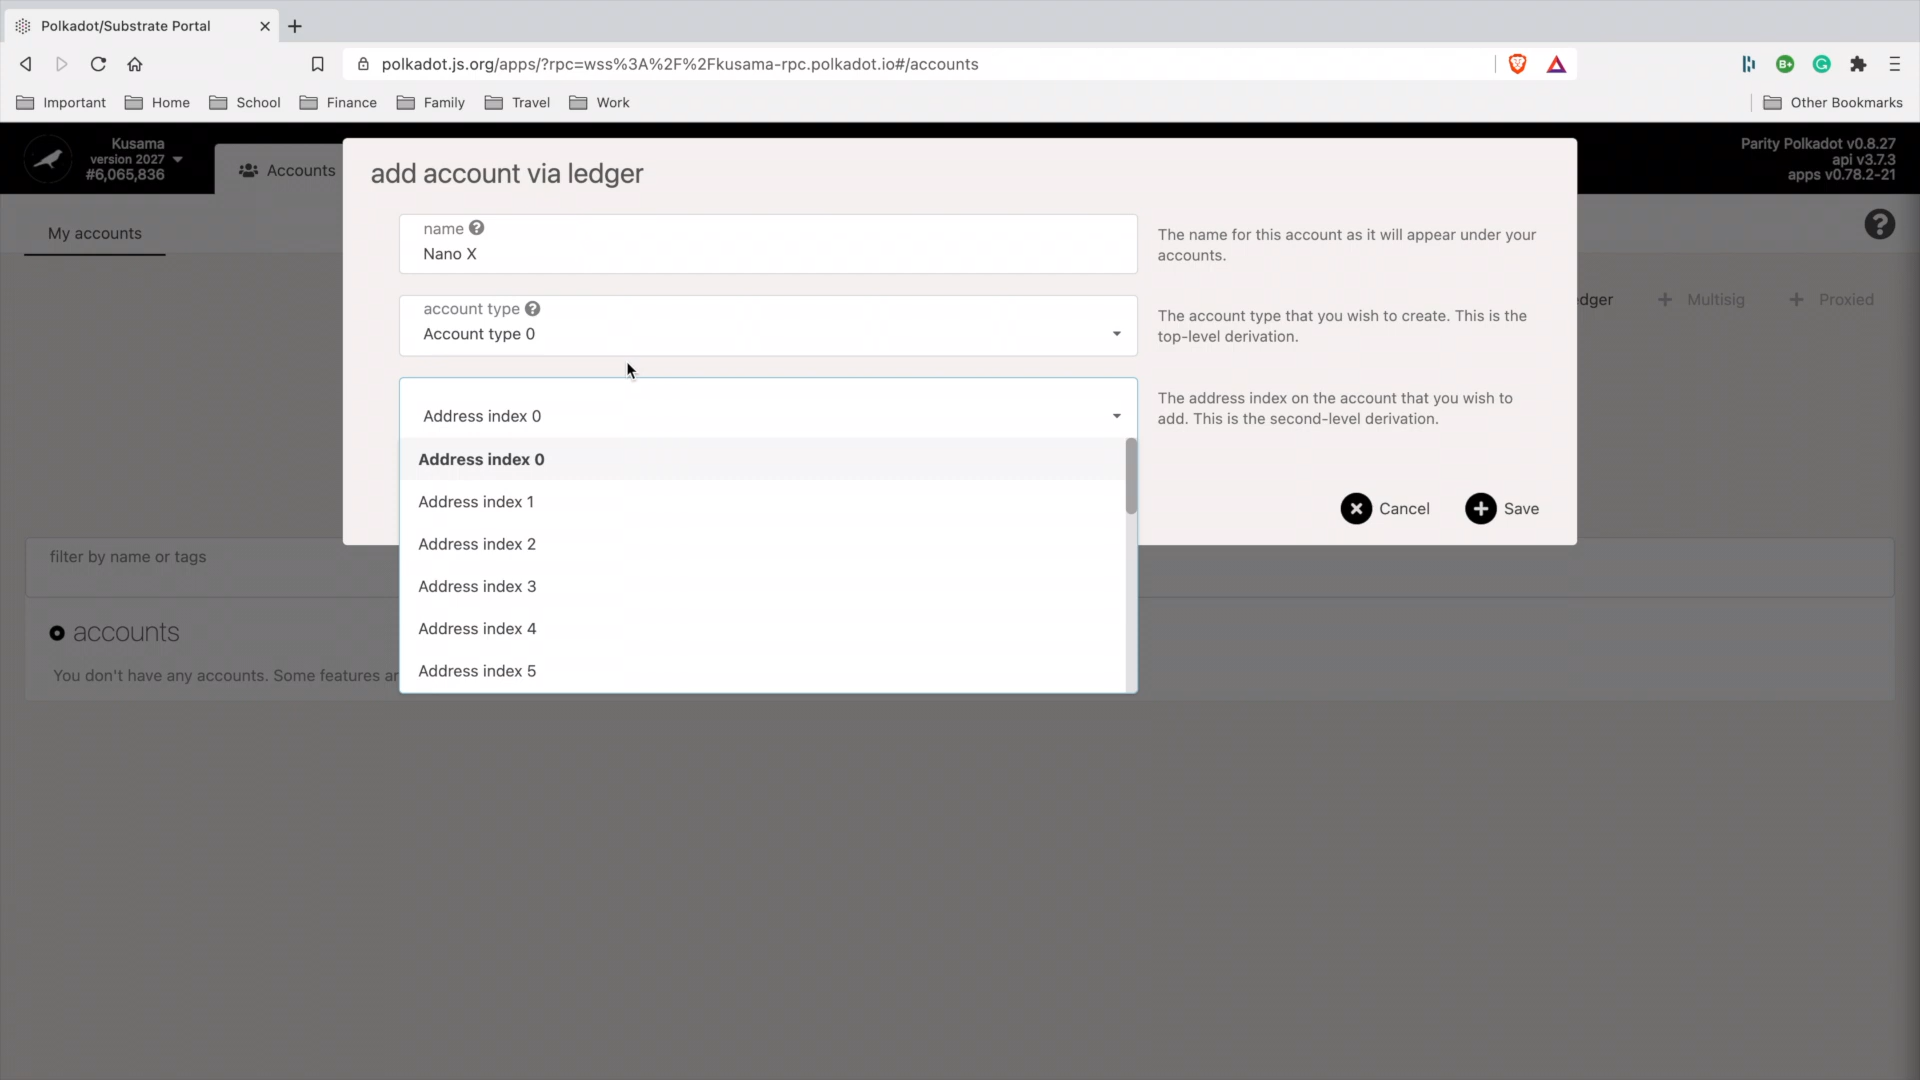 Polkadot/Substrate Portal
polkadot.js.org/apps/?rpc=wss%3A%2F%2Fkusama-rpc.polkadot.io#/accounts
Important Home School Finance Family Travel Work Other Bookmarks
Kusama
version 2027
#6,065,836
Accounts
Parity Polkadot v0.8.27
api v3.7.3
apps v0.78.2-21
My accounts
add account via ledger
name
Nano X
The name for this account as it will appear under your
accounts.
account type
Account type 0
The account type that you wish to create. This is the
top-level derivation.
edger Multisig Proxied
Address index 0
The address index on the account that you wish to
add. This is the second-level derivation.
Address index 0
Address index 1
Address index 2
Address index 3
Address index 4
Address index 5
Cancel Save
filter by name or tags
accounts
You don't have any accounts. Some features ar